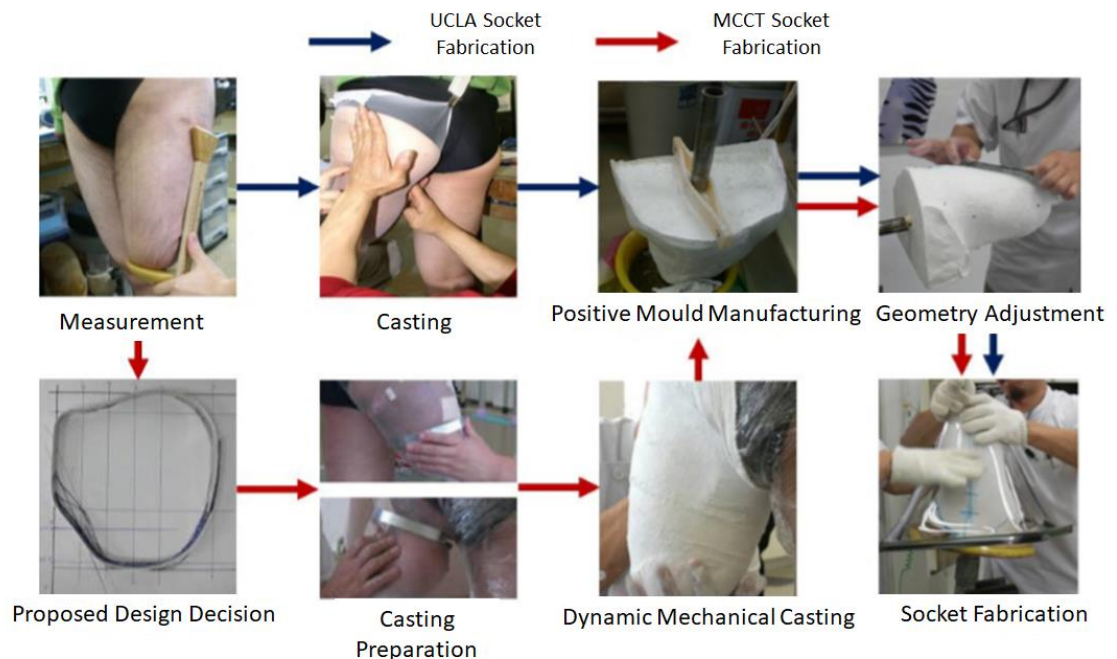 UCLA Socket
Fabrication
MCCT Socket
Fabrication
Measurement
Casting
Positive Mould Manufacturing
Geometry Adjustment
Proposed Design Decision
Casting
Preparation
Dynamic Mechanical Casting
Socket Fabrication